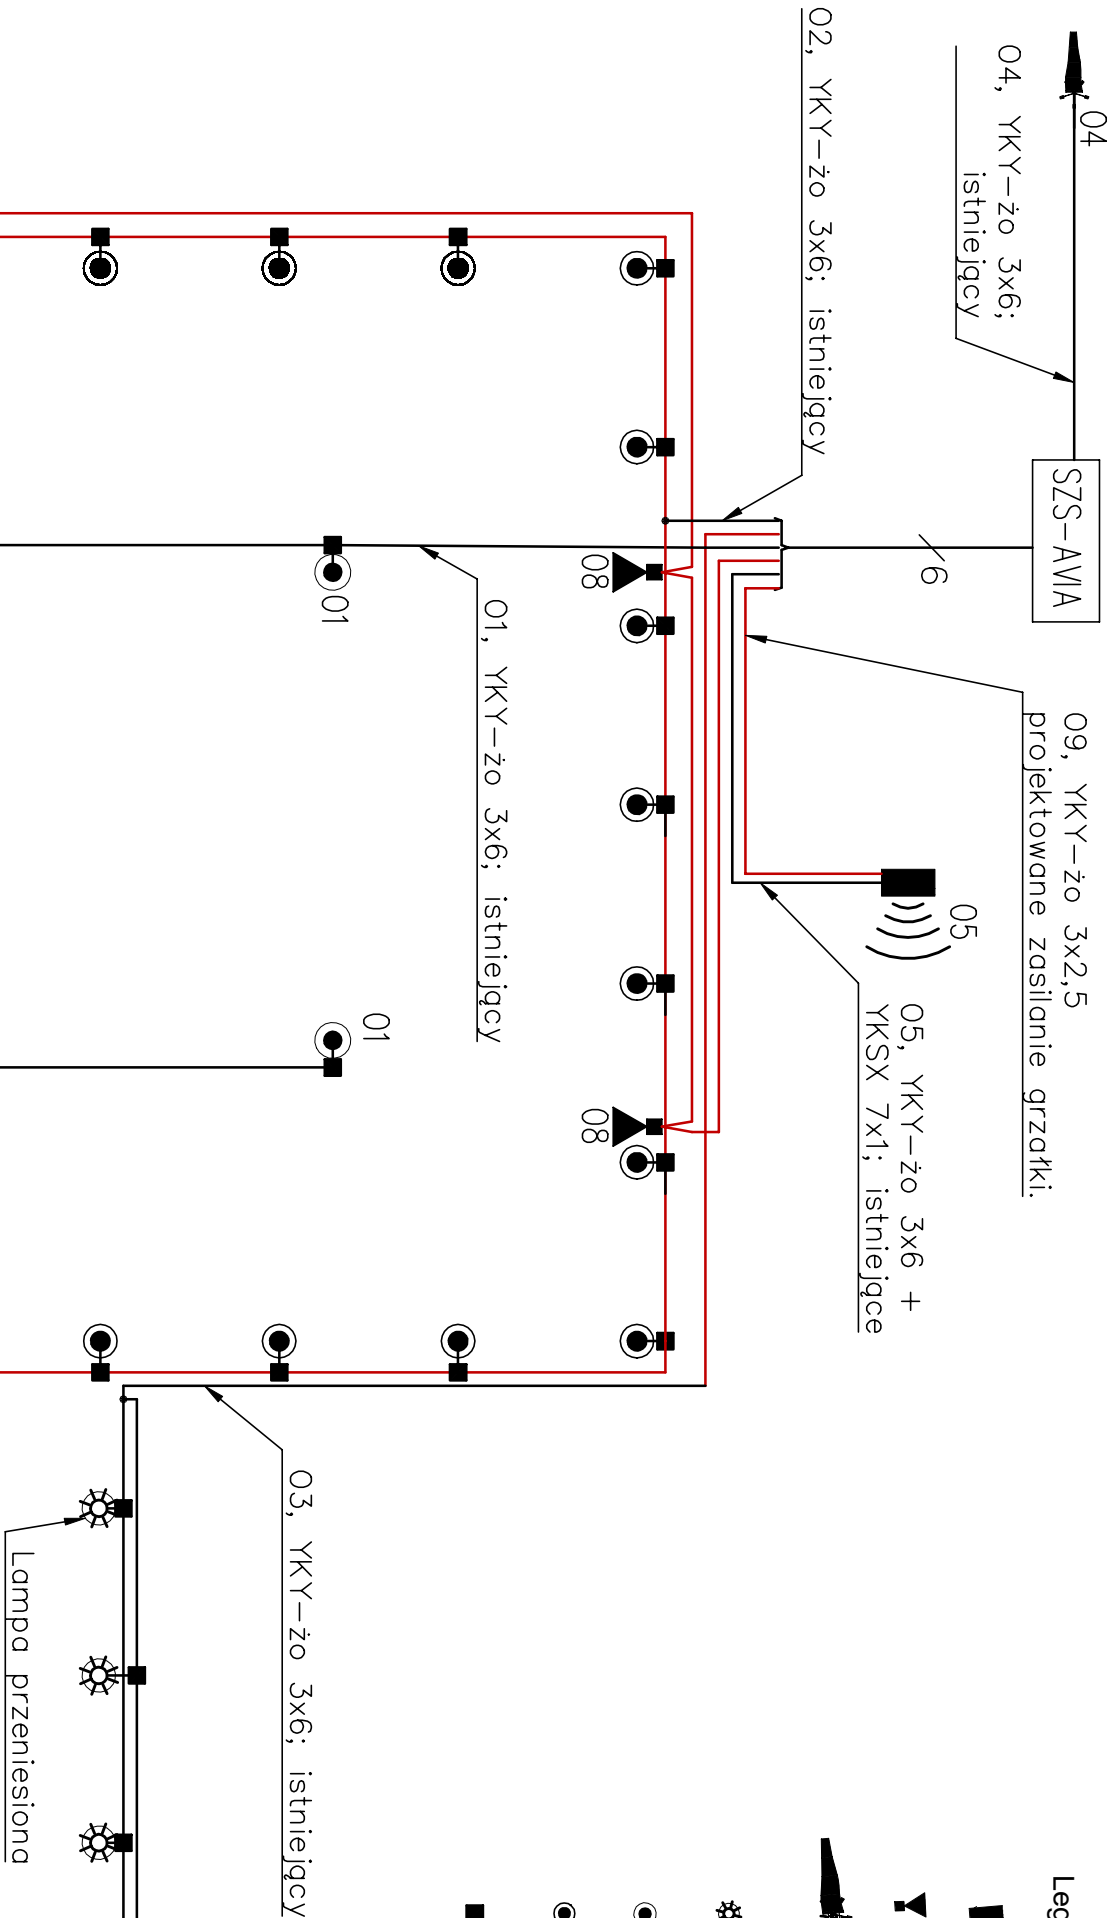 04
04, YKY-żo 3x6;
istniejący
SZS-AVIA
02, YKY-żo 3x6; istniejący
6
09, YKY-żo 3x2,5
projektowane zasilanie grzałki.
05
05, YKY-żo 3x6 +
YKSX 7x1; istniejące
08
08
01
01, YKY-żo 3x6; istniejący
01
03, YKY-żo 3x6; istniejący
Lampa przeniesiona